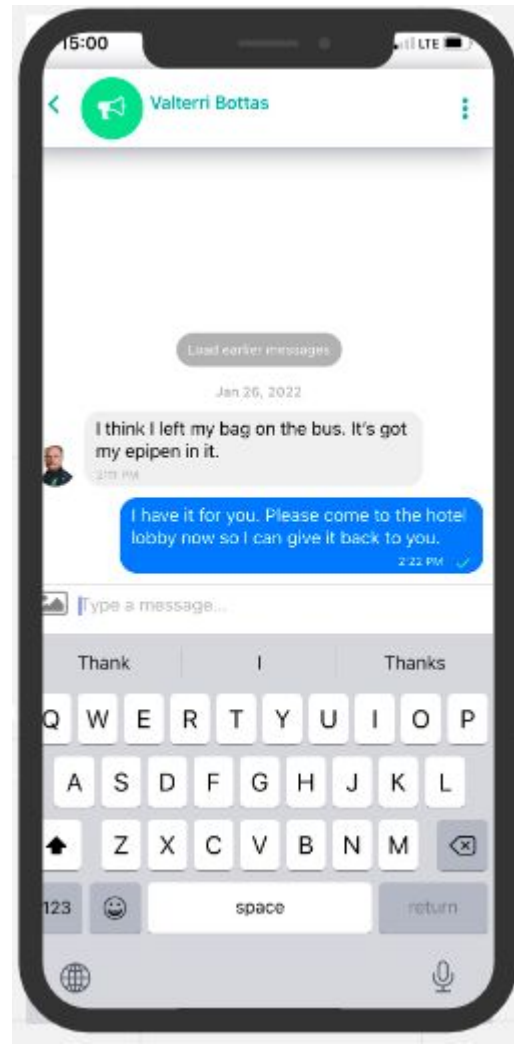 15:00
LTE
Valterri Bottas
Load earlier messages
Jan 26, 2022
I think I left my bag on the bus. It's got
my epipen in it.
I have it for you. Please come to the hotel
lobby now so I can give it back to you.
2:22 PM
Type a message...
Thank I Thanks
Q W E R T Y U I O P
A S D F G H J K L
Z X C V B N M
123 space return